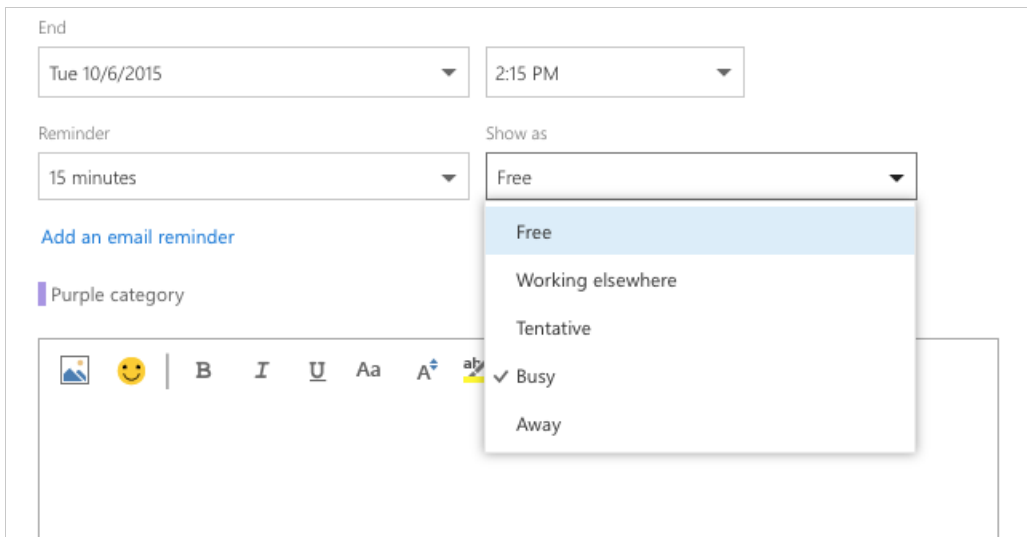 End
Tue 10/6/2015 2:15 PM
Reminder Show as
15 minutes Free
Add an email reminder
Free
Working elsewhere
Purple category
Tentative
B I U Aa A ab
Busy
Away